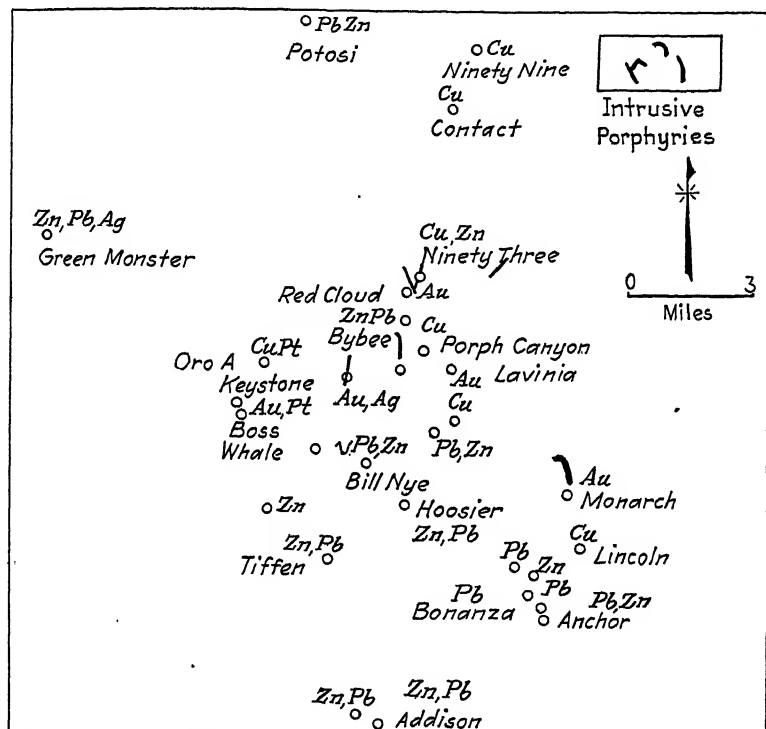 Pb Zn
Potosi
Cu
Ninety Nine
Cu
Contact
Intrusive
Porphyries
Zn, Pb, Ag
Green Monster
Cu, Zn
Ninety Three
0 3
Miles
Red Cloud
Au
Zn Pb
Bybee
Cu
Porph Canyon
Oro A
Cu Pt
Au
Lavinia
Keystone
Au, Pt
Au, Ag
Cu
Boss
Whale
Pb, Zn
Pb, Zn
Bill Nye
Au
Monarch
Zn
Hoosier
Zn, Pb
Zn, Pb
Tiffen
Cu
Lincoln
Pb
Zn
Pb
Pb
Pb, Zn
Bonanza
Anchor
Zn, Pb
Zn, Pb
Addison